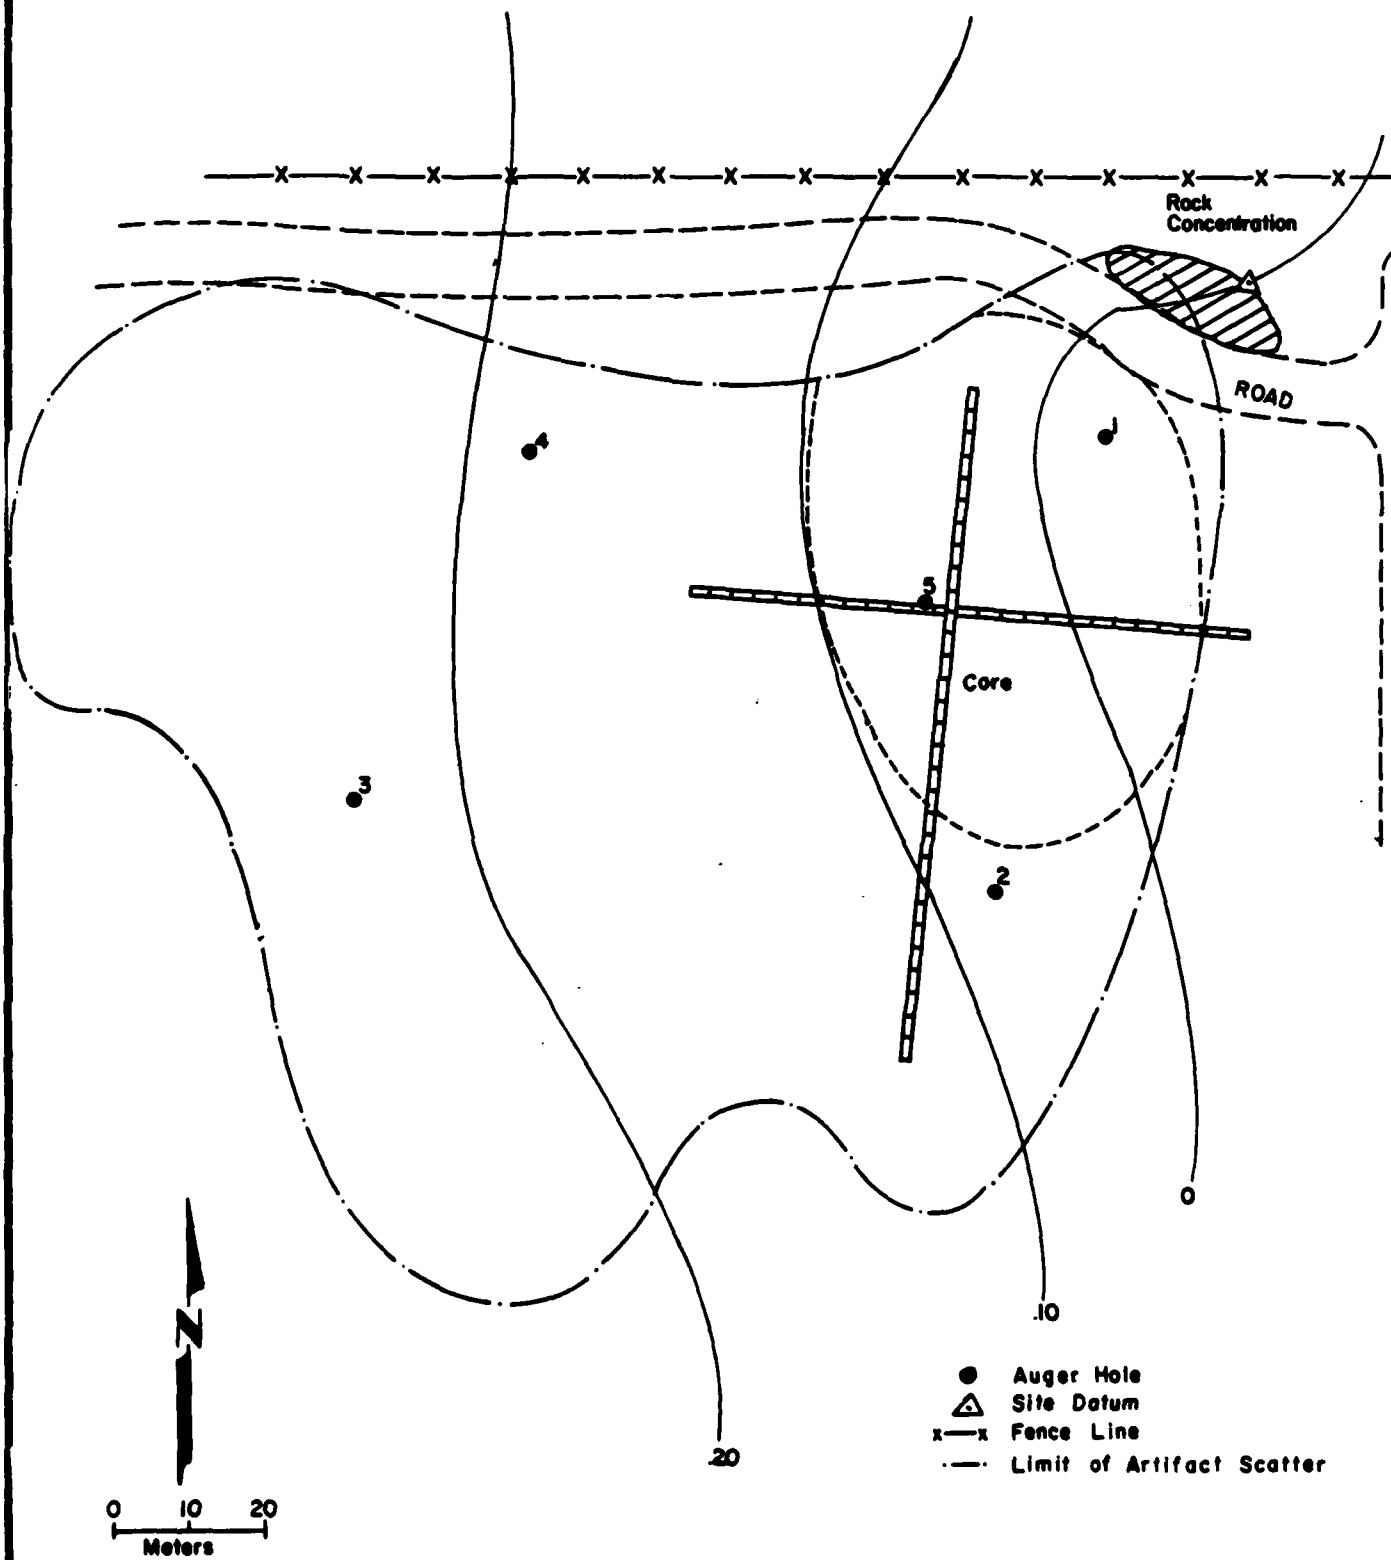 Rock
Concentration
ROAD
1
4
5
Core
3
2
0
.10
.20
N
Auger Hole
Site Datum
x—x Fence Line
Limit of Artifact Scatter
0 10 20
Meters